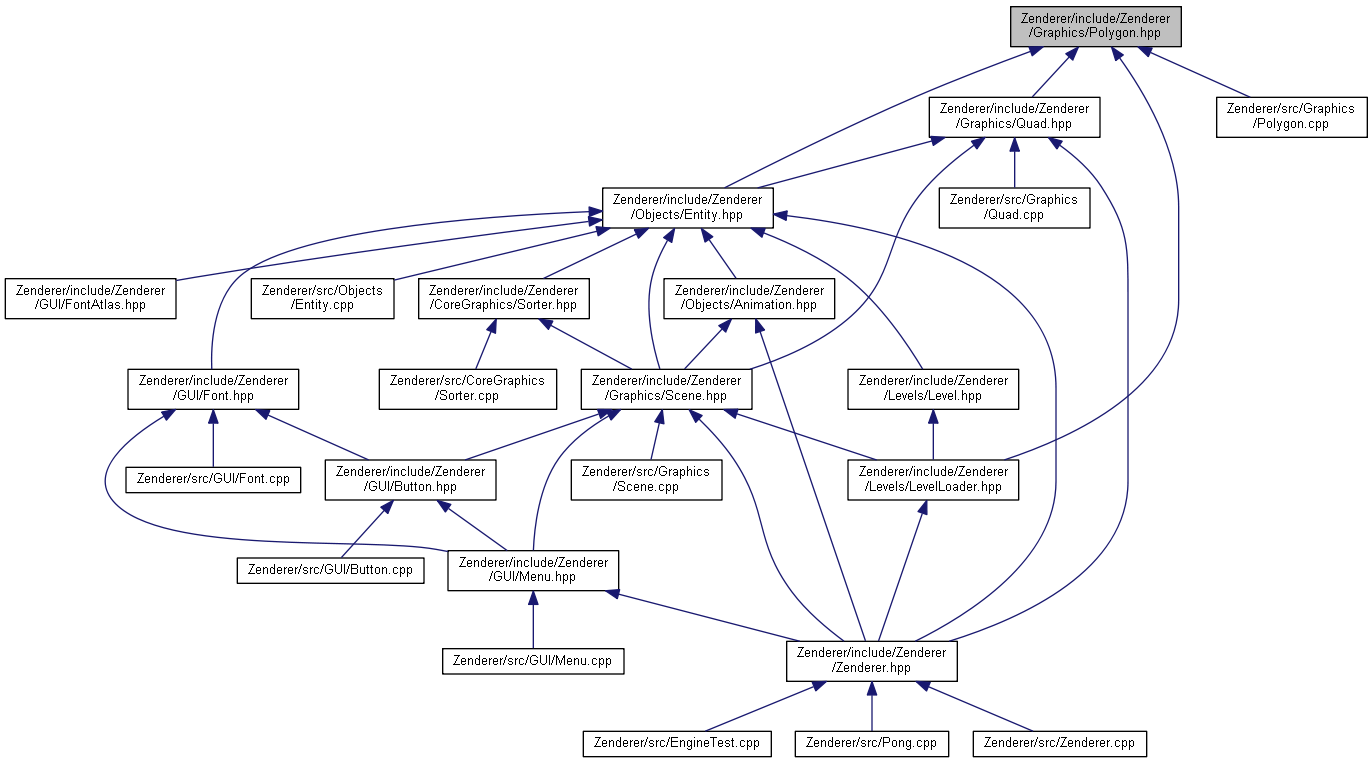 Zenderer/include/Zenderer
/Graphics/Polygon.hpp
Zenderer/include/Zenderer
/Graphics/Quad.hpp
Zenderer/src/Graphics
/Polygon.cpp
Zenderer/include/Zenderer
/Objects/Entity.hpp
Zenderer/src/Graphics
/Quad.cpp
Zenderer/include/Zenderer
/GUI/FontAtlas.hpp
Zenderer/src/Objects
/Entity.cpp
Zenderer/include/Zenderer
/CoreGraphics/Sorter.hpp
Zenderer/include/Zenderer
/Objects/Animation.hpp
Zenderer/include/Zenderer
/GUI/Font.hpp
Zenderer/src/CoreGraphics
/Sorter.cpp
Zenderer/include/Zenderer
/Graphics/Scene.hpp
Zenderer/include/Zenderer
/Levels/Level.hpp
Zenderer/src/GUI/Font.cpp
Zenderer/include/Zenderer
/GUI/Button.hpp
Zenderer/src/Graphics
/Scene.cpp
Zenderer/include/Zenderer
/Levels/LevelLoader.hpp
Zenderer/src/GUI/Button.cpp
Zenderer/include/Zenderer
/GUI/Menu.hpp
Zenderer/src/GUI/Menu.cpp
Zenderer/include/Zenderer
/Zenderer.hpp
Zenderer/src/EngineTest.cpp
Zenderer/src/Pong.cpp
Zenderer/src/Zenderer.cpp